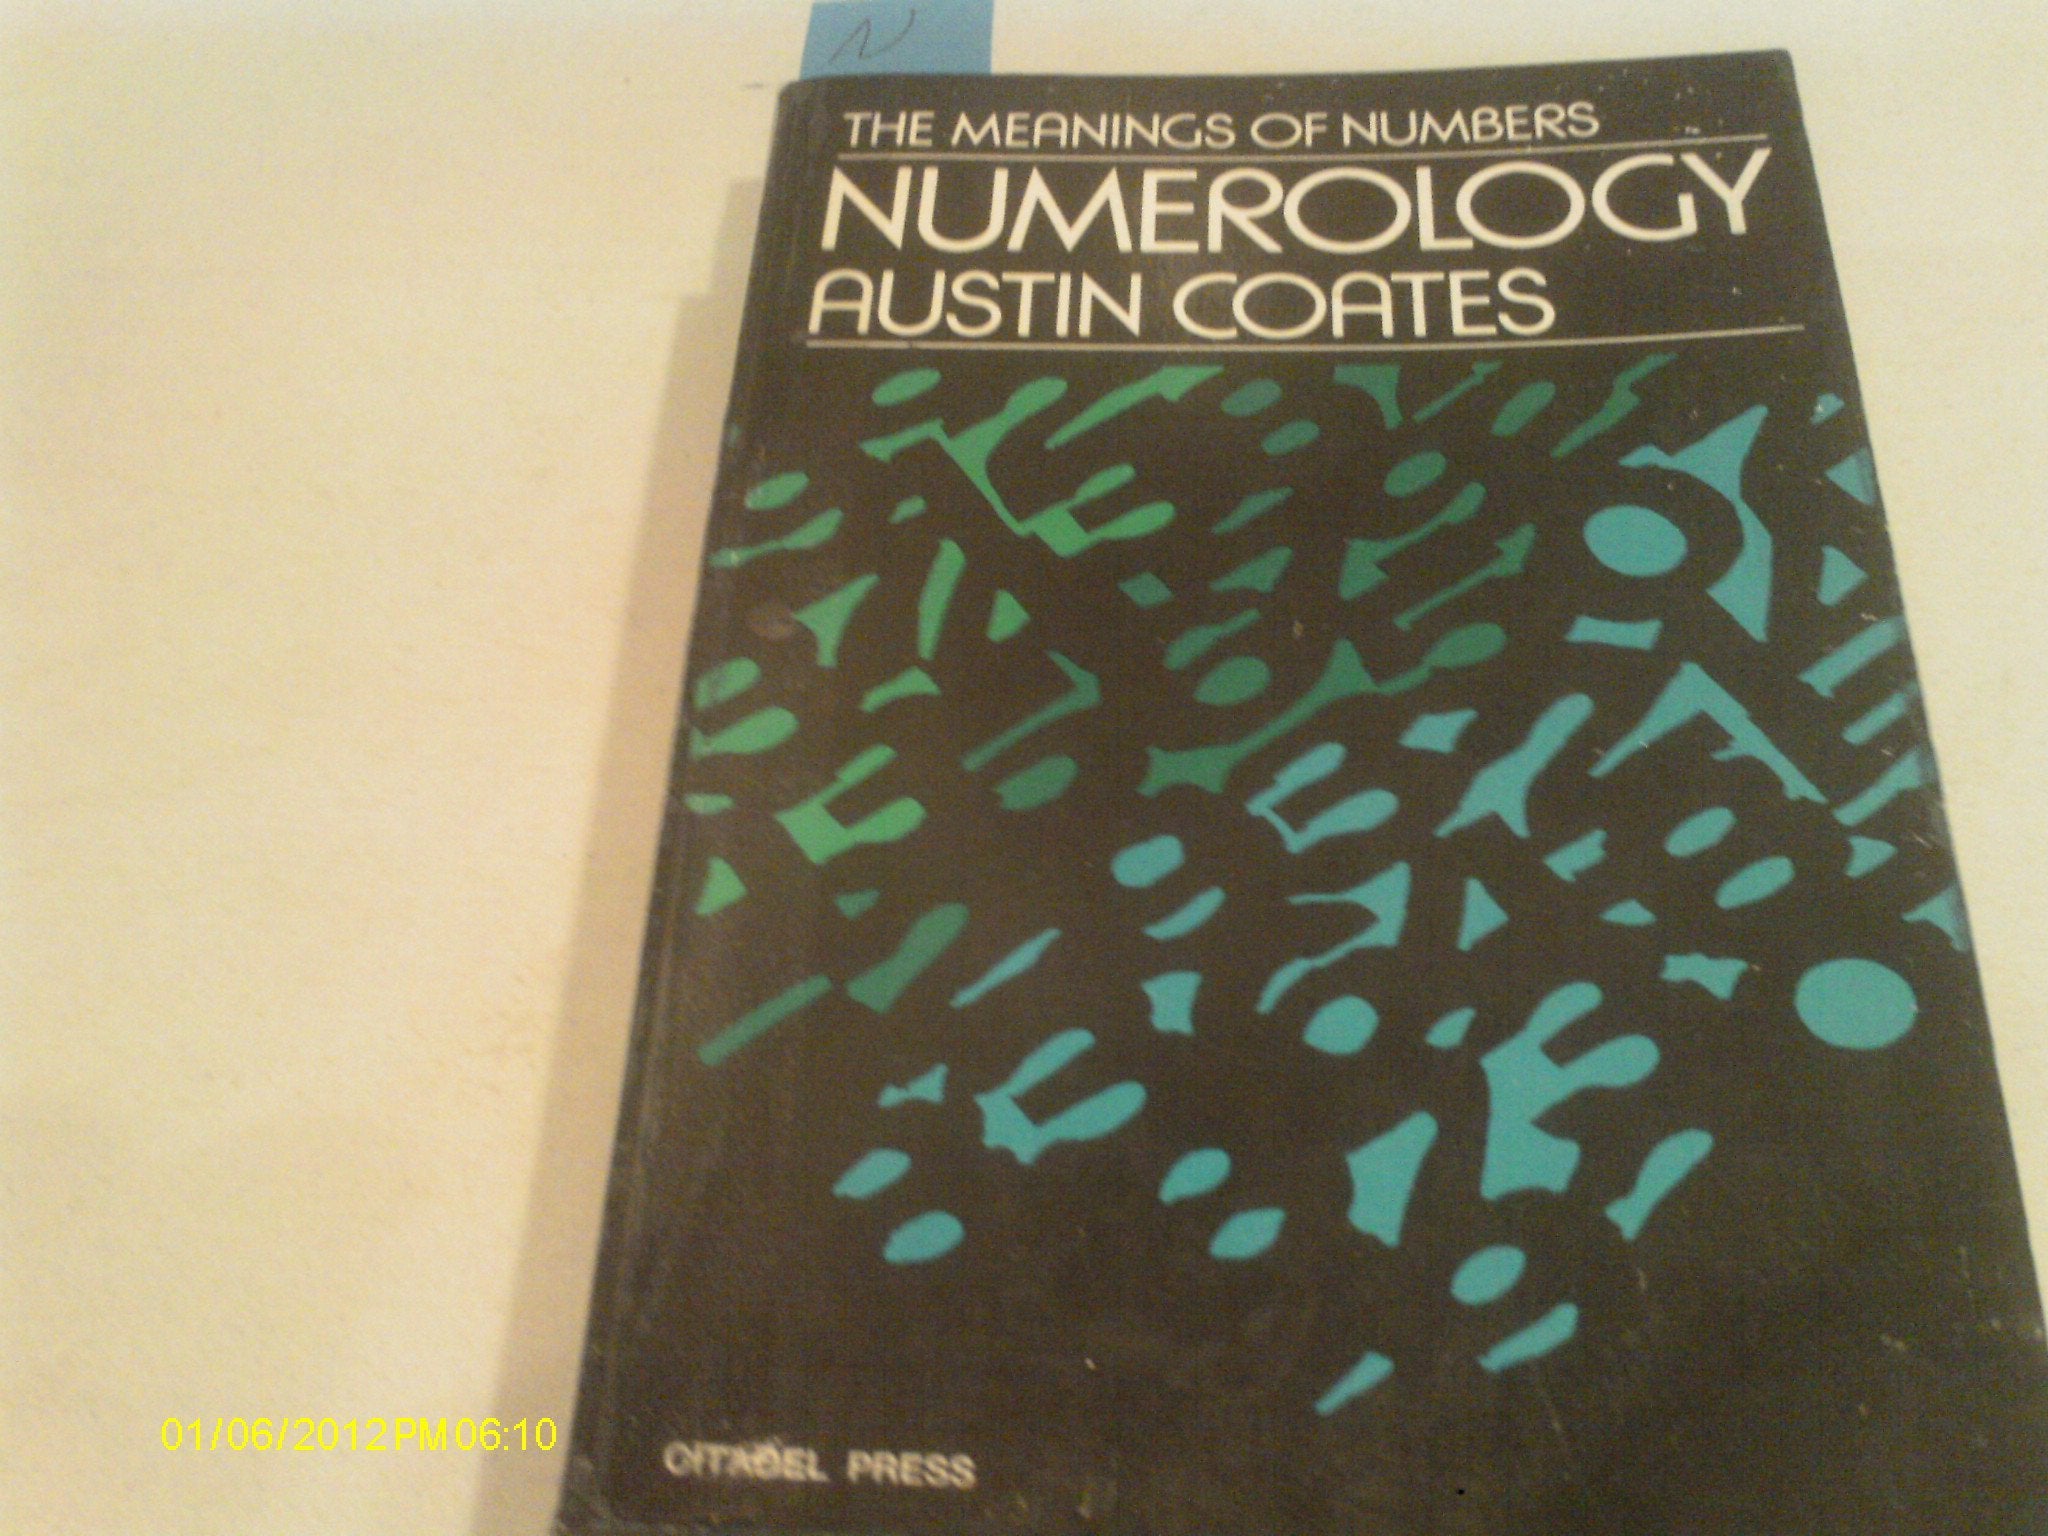 N
THE MEANINGS OF NUMBERS
NUMEROLOGY
AUSTIN COATES
CITADEL PRESS
01/06/2012 PM 06:10